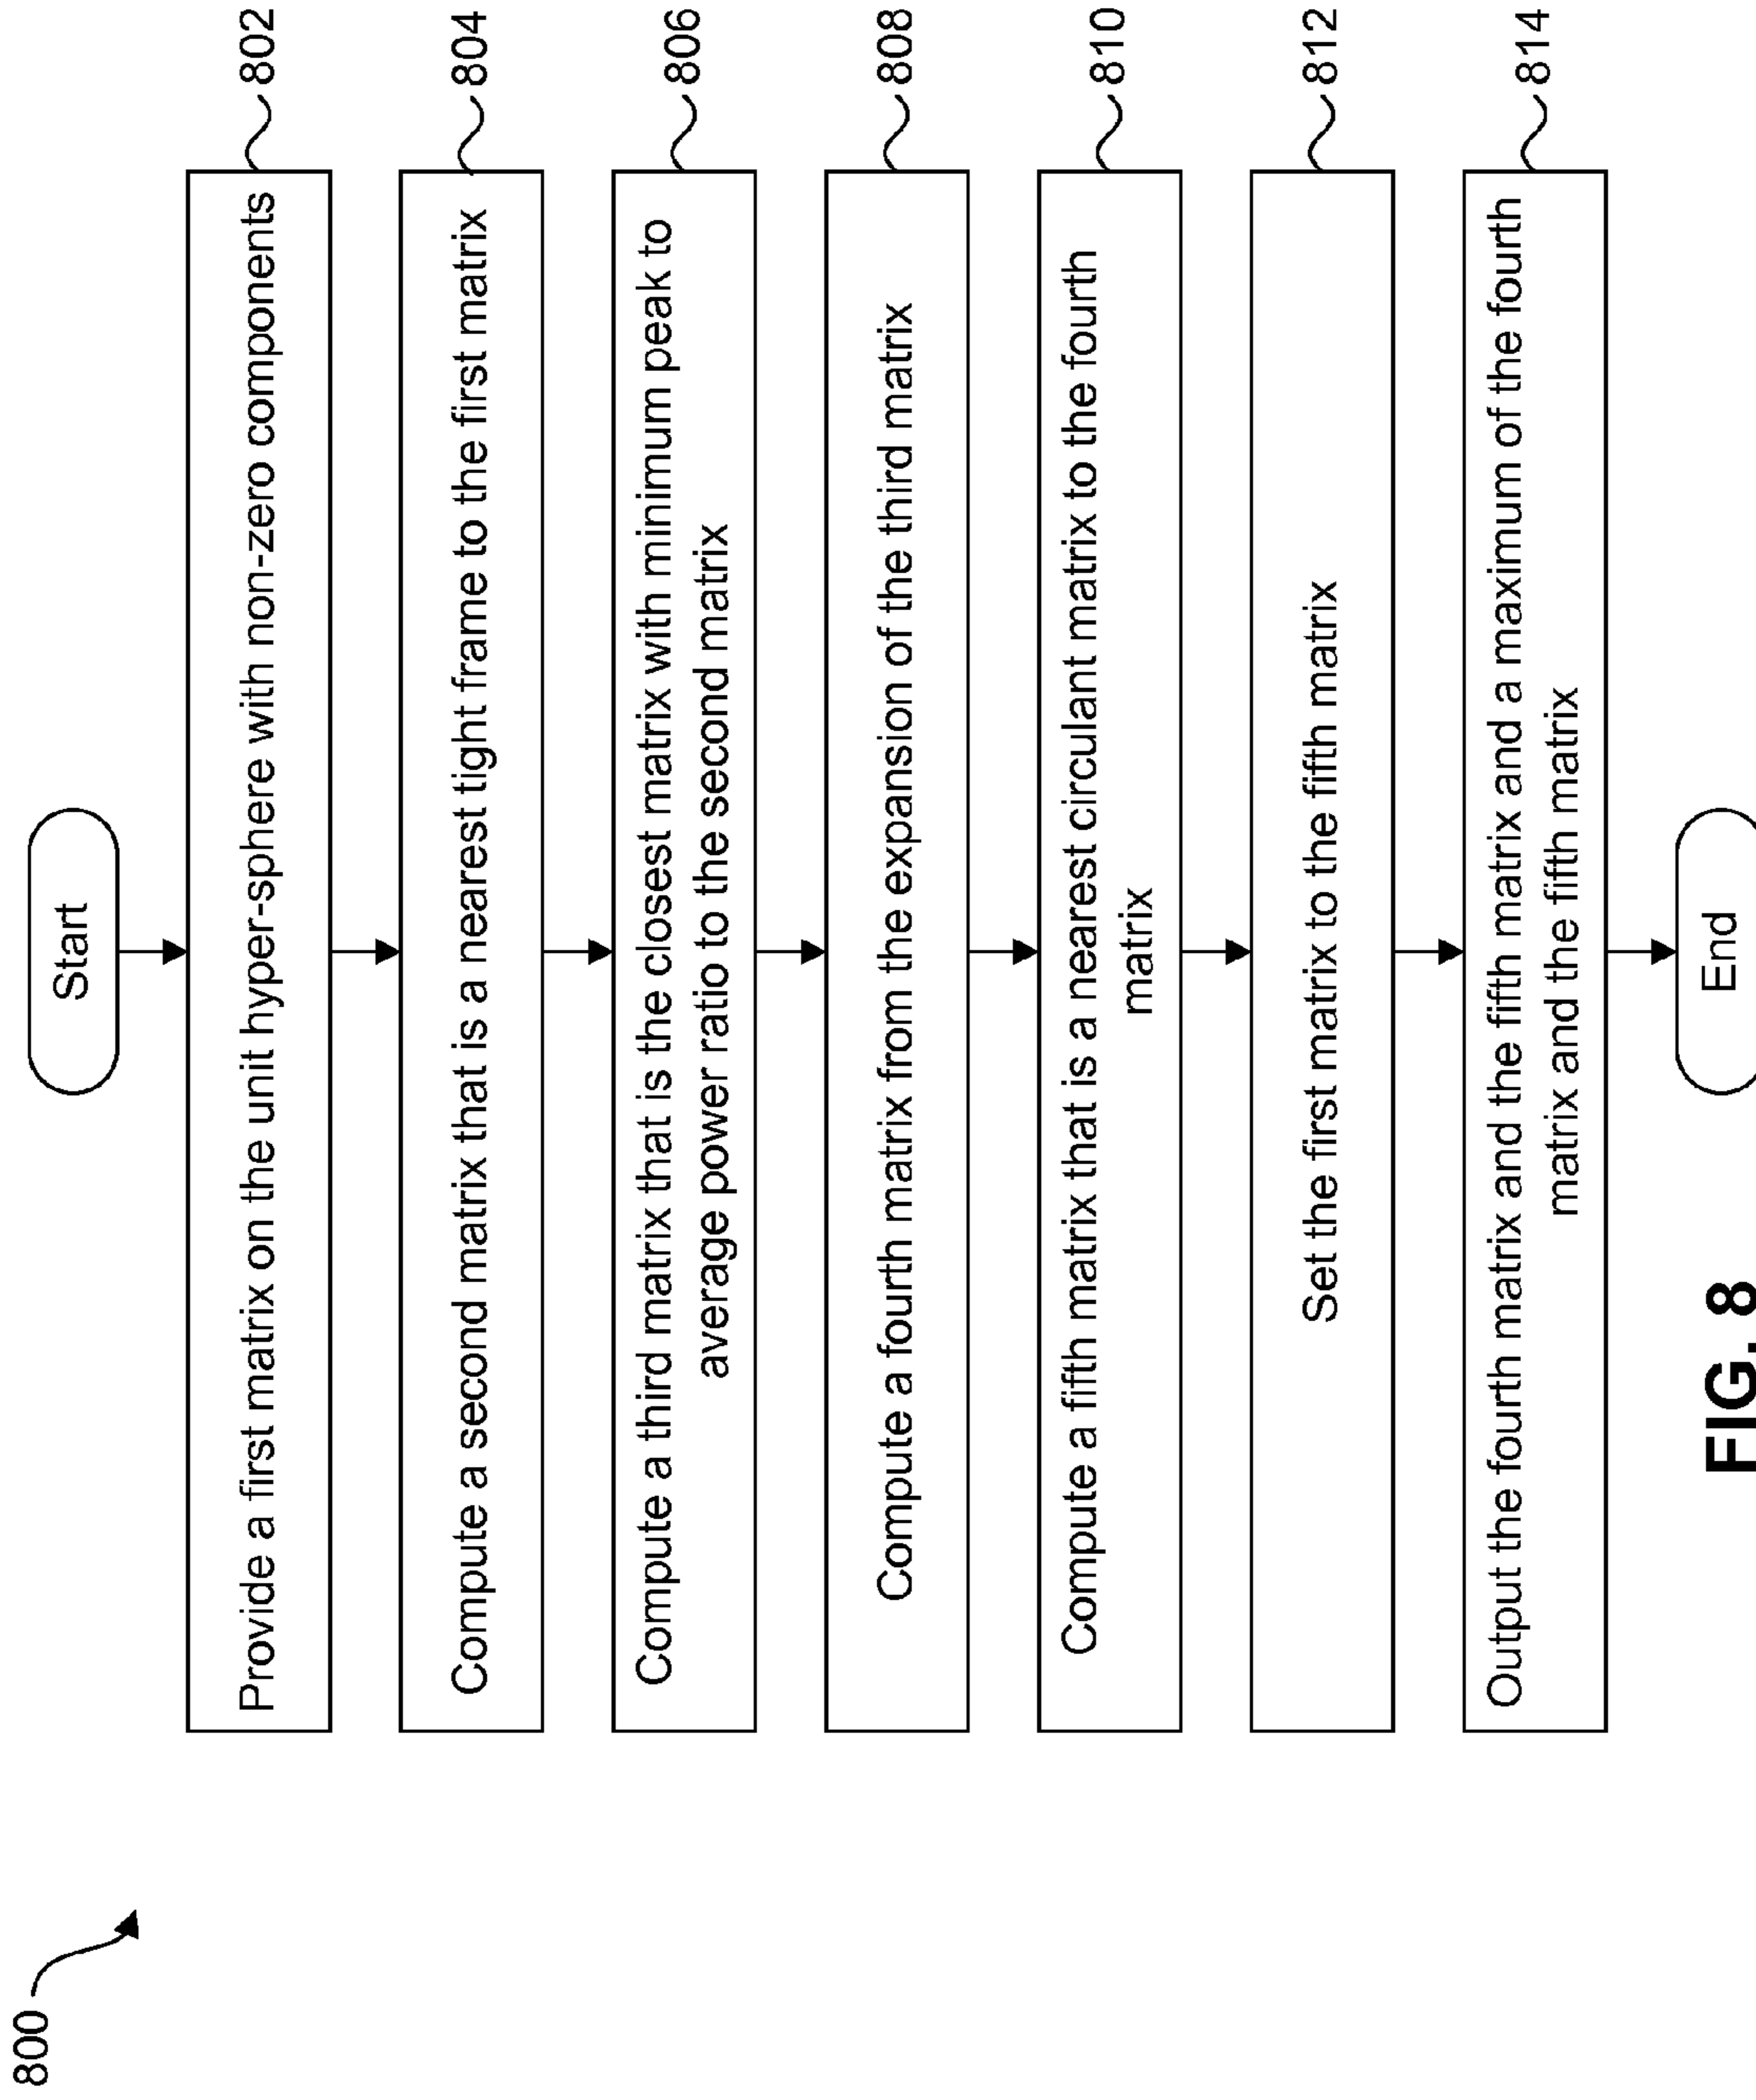 800
Start
Provide a first matrix on the unit hyper-sphere with non-zero components
802
Compute a second matrix that is a nearest tight frame to the first matrix
804
Compute a third matrix that is the closest matrix with minimum peak to
average power ratio to the second matrix
806
Compute a fourth matrix from the expansion of the third matrix
808
Compute a fifth matrix that is a nearest circulant matrix to the fourth
matrix
810
Set the first matrix to the fifth matrix
812
Output the fourth matrix and the fifth matrix and a maximum of the fourth
matrix and the fifth matrix
814
End
FIG. 8